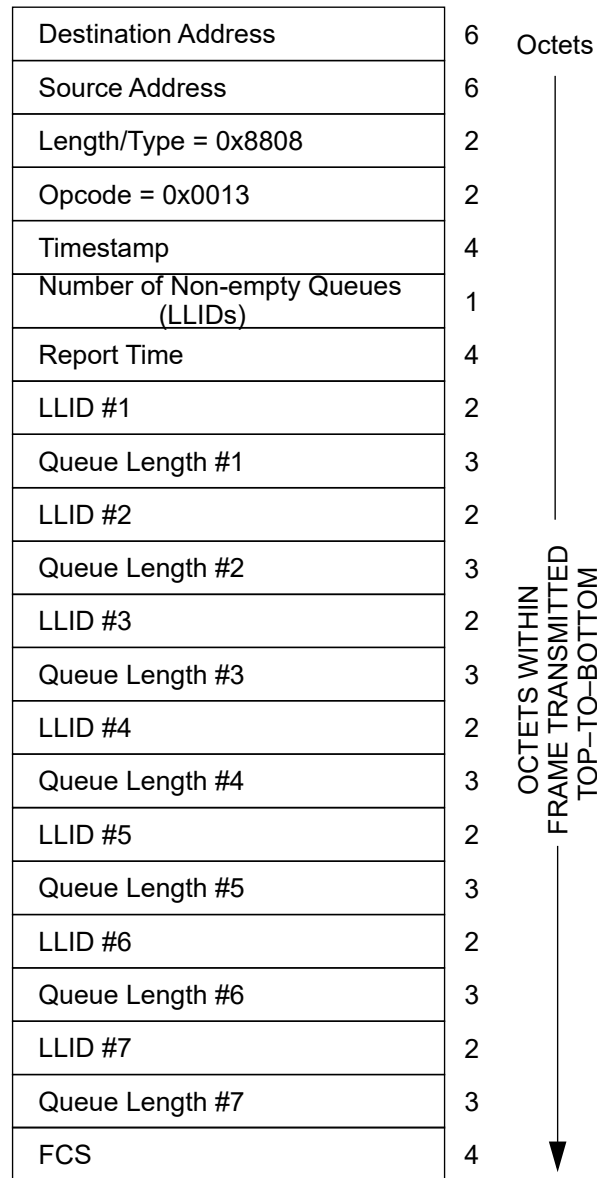 Destination Address 6 Octets
Source Address 6
Length/Type = 0x8808 2
Opcode = 0x0013 2
Timestamp 4
Number of Non-empty Queues
(LLIDs) 1
Report Time 4
LLID #1 2
Queue Length #1 3
LLID #2 2
Queue Length #2 3
LLID #3 2
Queue Length #3 3
LLID #4 2
Queue Length #4 3
LLID #5 2
Queue Length #5 3
LLID #6 2
Queue Length #6 3
LLID #7 2
Queue Length #7 3
FCS 4
OCTETS WITHIN
FRAME TRANSMITTED
TOP–TO–BOTTOM